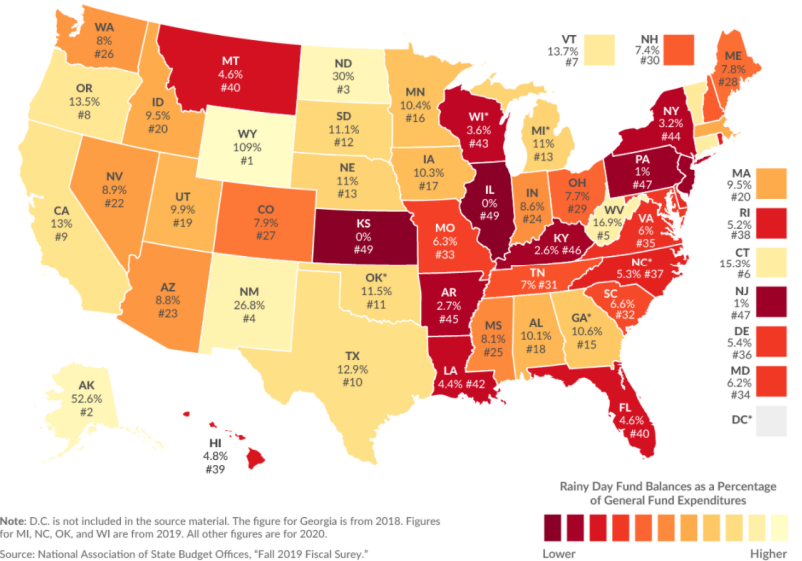 WA
8%
#26
OR
13.5%
#8
CA
13%
#9
NV
8.9%
#22
ID
9.5%
#20
MT
4.6%
#40
WY
109%
#1
UT
9.9%
#19
CO
7.9%
#27
AZ
8.8%
#23
NM
26.8%
#4
ND
30%
#3
SD
11.1%
#12
NE
11%
#13
KS
0%
#49
OK*
11.5%
#11
TX
12.9%
#10
MN
10.4%
#16
IA
10.3%
#17
MO
6.3%
#33
AR
2.7%
#45
LA
4.4% #42
WI*
3.6%
#43
IL
0%
#49
MI*
11%
#13
IN
8.6%
#24
OH
7.7%
#29
KY
2.6% #46
TN
7% #31
MS
8.1%
#25
AL
10.1%
#18
GA*
10.6%
#15
FL
4.6%
#40
SC
6.6%
#32
NC*
5.3% #37
VA
6%
#35
WV
16.9%
#5
PA
1%
#47
NY
3.2%
#44
ME
7.8%
#28
VT
13.7%
#7
NH
7.4%
#30
MA
9.5%
#20
RI
5.2%
#38
CT
15.3%
#6
NJ
1%
#47
DE
5.4%
#36
MD
6.2%
#34
DC*
AK
52.6%
#2
HI
4.8%
#39
Rainy Day Fund Balances as a Percentage
of General Fund Expenditures
Lower
Higher
Note: D.C. is not included in the source material. The figure for Georgia is from 2018. Figures
for MI, NC, OK, and WI are from 2019. All other figures are for 2020.
Source: National Association of State Budget Offices, "Fall 2019 Fiscal Surey."